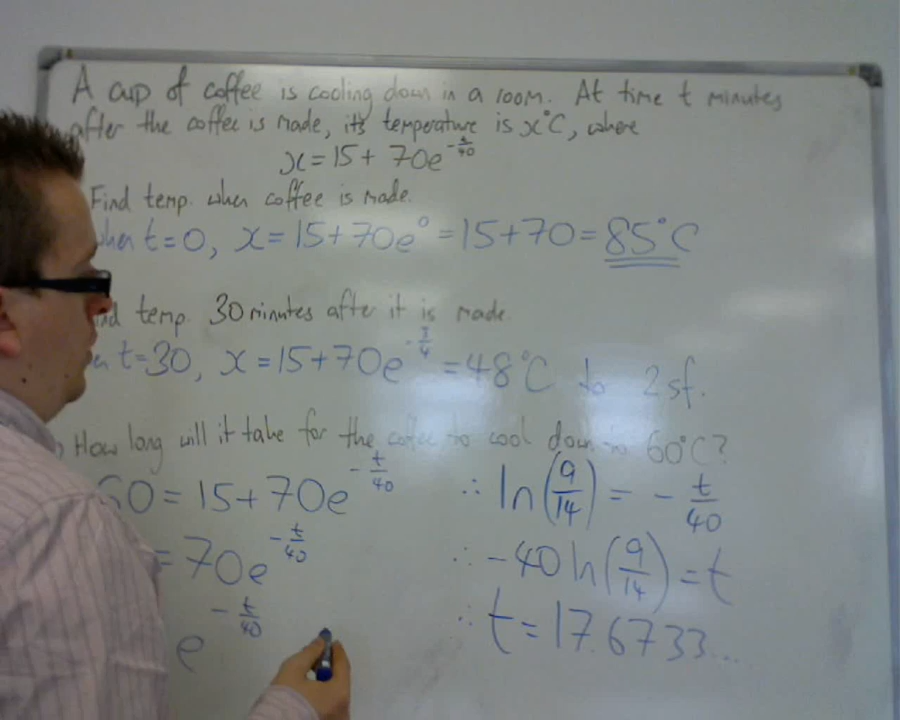 A cup of coffee is cooling down in a room. At time t minutes
after the coffee is made, its temperature is x°C, where
x = 15 + 70e^{-t/40}
Find temp. when coffee is made.
when t=0, x = 15+70e^0 = 15+70 = 85°C
temp. 30 minutes after it is made
t=30, x = 15+70e^{-3/4} = 48°C to 2sf.
How long will it take for the coffee to cool down to 60°C?
60 = 15+70e^{-t/40}
= 70e^{-t/40}
e^{-t/40}
∴ ln(9/14) = -t/40
∴ -40ln(9/14) = t
∴ t = 17.6733...